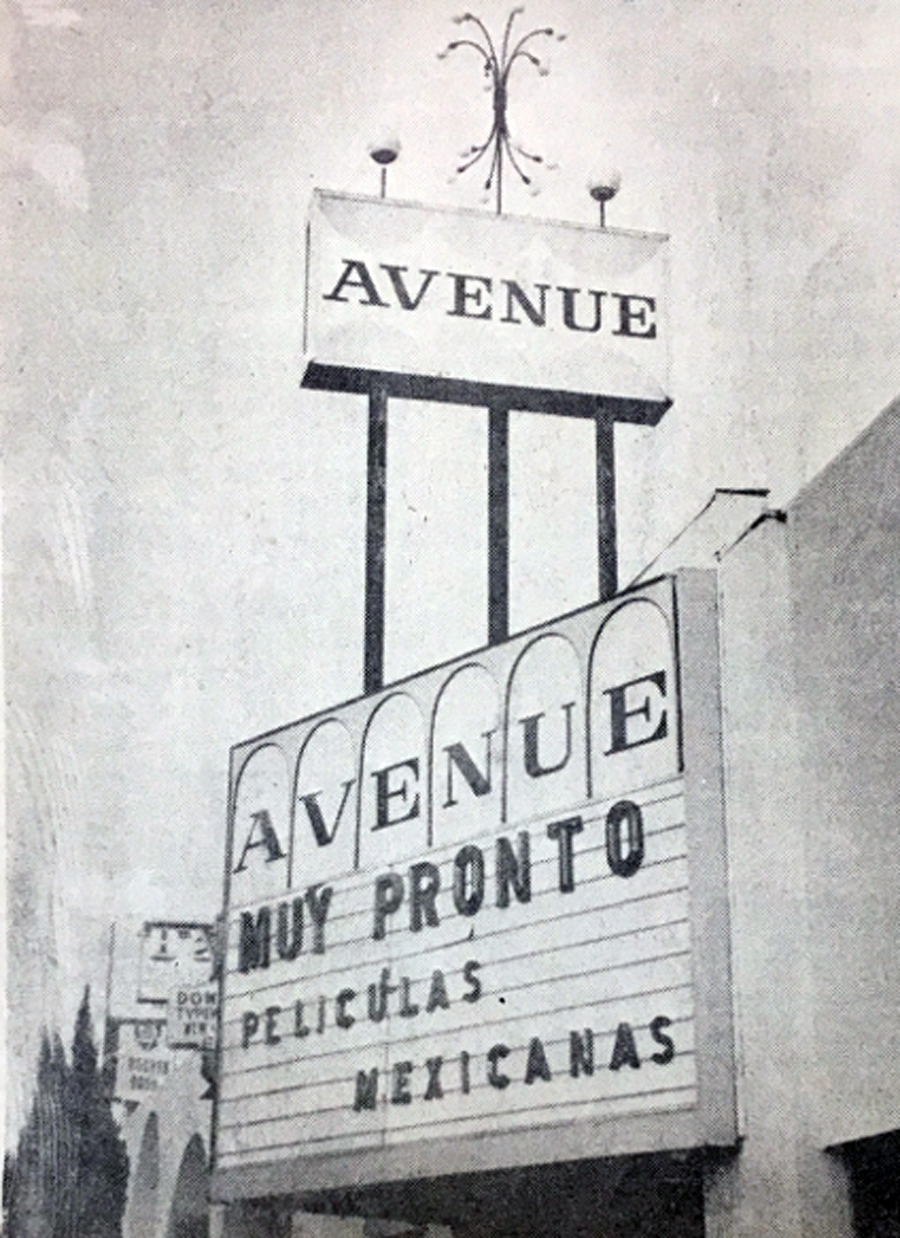 AVENUE
AVENUE
MUY PRONTO
PELICULAS
MEXICANAS